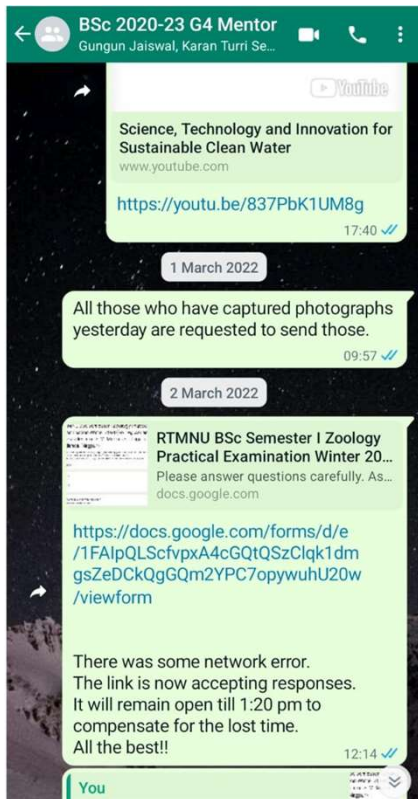 BSc 2020-23 G4 Mentor
Gungun Jaiswal, Karan Turri Se...
YouTube
Science, Technology and Innovation for
Sustainable Clean Water
www.youtube.com
https://youtu.be/837PbK1UM8g
17:40
1 March 2022
All those who have captured photographs
yesterday are requested to send those.
09:57
2 March 2022
RTMNU BSc Semester I Zoology
Practical Examination Winter 20...
Please answer questions carefully. As...
docs.google.com
https://docs.google.com/forms/d/e
/1FAIpQLScfvpxA4cGQtQSzClqk1dm
gsZeDCkQgGQm2YPC7opywuhU20w
/viewform
There was some network error.
The link is now accepting responses.
It will remain open till 1:20 pm to
compensate for the lost time.
All the best!!
12:14
You